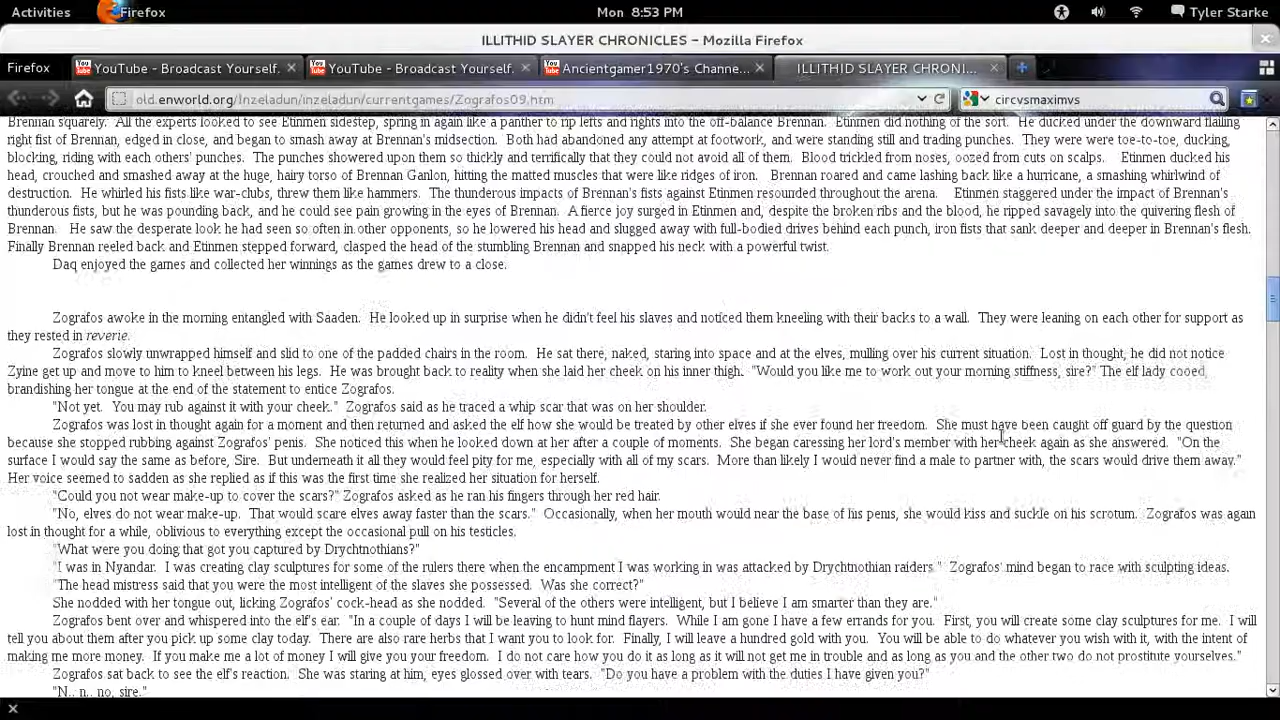 Activities Firefox Mon 8:53 PM Tyler Starke
ILLITHID SLAYER CHRONICLES - Mozilla Firefox
Firefox YouTube - Broadcast Yourself. YouTube - Broadcast Yourself. Ancientgamer1970's Channe... ILLITHID SLAYER CHRONI...
old.enworld.org/Inzeladun/inzeladun/currentgames/Zografos09.htm circvsmaximvs
Brennan squarely. All the experts looked to see Etinmen sidestep, spring in again like a panther to rip lefts and rights into the off-balance Brennan. Etinmen did nothing of the sort. He ducked under the downward flailing
right fist of Brennan, edged in close, and began to smash away at Brennan's midsection. Both had abandoned any attempt at footwork, and were standing still and trading punches. They were were toe-to-toe, ducking,
blocking, riding with each others' punches. The punches showered upon them so thickly and terrifically that they could not avoid all of them. Blood trickled from noses, oozed from cuts on scalps. Etinmen ducked his
head, crouched and smashed away at the huge, hairy torso of Brennan Ganlon, hitting the matted muscles that were like ridges of iron. Brennan roared and came lashing back like a hurricane, a smashing whirlwind of
destruction. He whirled his fists like war-clubs, threw them like hammers. The thunderous impacts of Brennan's fists against Etinmen resounded throughout the arena. Etinmen staggered under the impact of Brennan's
thunderous fists, but he was pounding back, and he could see pain growing in the eyes of Brennan. A fierce joy surged in Etinmen and, despite the broken ribs and the blood, he ripped savagely into the quivering flesh of
Brennan. He saw the desperate look he had seen so often in other opponents, so he lowered his head and slugged away with full-bodied drives behind each punch, iron fists that sank deeper and deeper in Brennan's flesh.
Finally Brennan reeled back and Etinmen stepped forward, clasped the head of the stumbling Brennan and snapped his neck with a powerful twist.
Daq enjoyed the games and collected her winnings as the games drew to a close.
Zografos awoke in the morning entangled with Saaden. He looked up in surprise when he didn't feel his slaves and noticed them kneeling with their backs to a wall. They were leaning on each other for support as
they rested in reverie.
Zografos slowly unwrapped himself and slid to one of the padded chairs in the room. He sat there, naked, staring into space and at the elves, mulling over his current situation. Lost in thought, he did not notice
Zyine get up and move to him to kneel between his legs. He was brought back to reality when she laid her cheek on his inner thigh. "Would you like me to work out your morning stiffness, sire?" The elf lady cooed,
brandishing her tongue at the end of the statement to entice Zografos.
"Not yet. You may rub against it with your cheek." Zografos said as he traced a whip scar that was on her shoulder.
Zografos was lost in thought again for a moment and then returned and asked the elf how she would be treated by other elves if she ever found her freedom. She must have been caught off guard by the question
because she stopped rubbing against Zografos' penis. She noticed this when he looked down at her after a couple of moments. She began caressing her lord's member with her cheek again as she answered. "On the
surface I would say the same as before, Sire. But underneath it all they would feel pity for me, especially with all of my scars. More than likely I would never find a male to partner with, the scars would drive them away."
Her voice seemed to sadden as she replied as if this was the first time she realized her situation for herself.
"Could you not wear make-up to cover the scars?" Zografos asked as he ran his fingers through her red hair.
"No, elves do not wear make-up. That would scare elves away faster than the scars." Occasionally, when her mouth would near the base of his penis, she would kiss and suckle on his scrotum. Zografos was again
lost in thought for a while, oblivious to everything except the occasional pull on his testicles.
"What were you doing that got you captured by Drychtnothians?"
"I was in Nyandar. I was creating clay sculptures for some of the rulers there when the encampment I was working in was attacked by Drychtnothian raiders." Zografos' mind began to race with sculpting ideas.
"The head mistress said that you were the most intelligent of the slaves she possessed. Was she correct?"
She nodded with her tongue out, licking Zografos' cock-head as she nodded. "Several of the others were intelligent, but I believe I am smarter than they are."
Zografos bent over and whispered into the elf's ear. "In a couple of days I will be leaving to hunt mind flayers. While I am gone I have a few errands for you. First, you will create some clay sculptures for me. I will
tell you about them after you pick up some clay today. There are also rare herbs that I want you to look for. Finally, I will leave a hundred gold with you. You will be able to do whatever you wish with it, with the intent of
making me more money. If you make me a lot of money I will give you your freedom. I do not care how you do it as long as it will not get me in trouble and as long as you and the other two do not prostitute yourselves."
Zografos sat back to see the elf's reaction. She was staring at him, eyes glossed over with tears. "Do you have a problem with the duties I have given you?"
"N.. n.. no, sire."